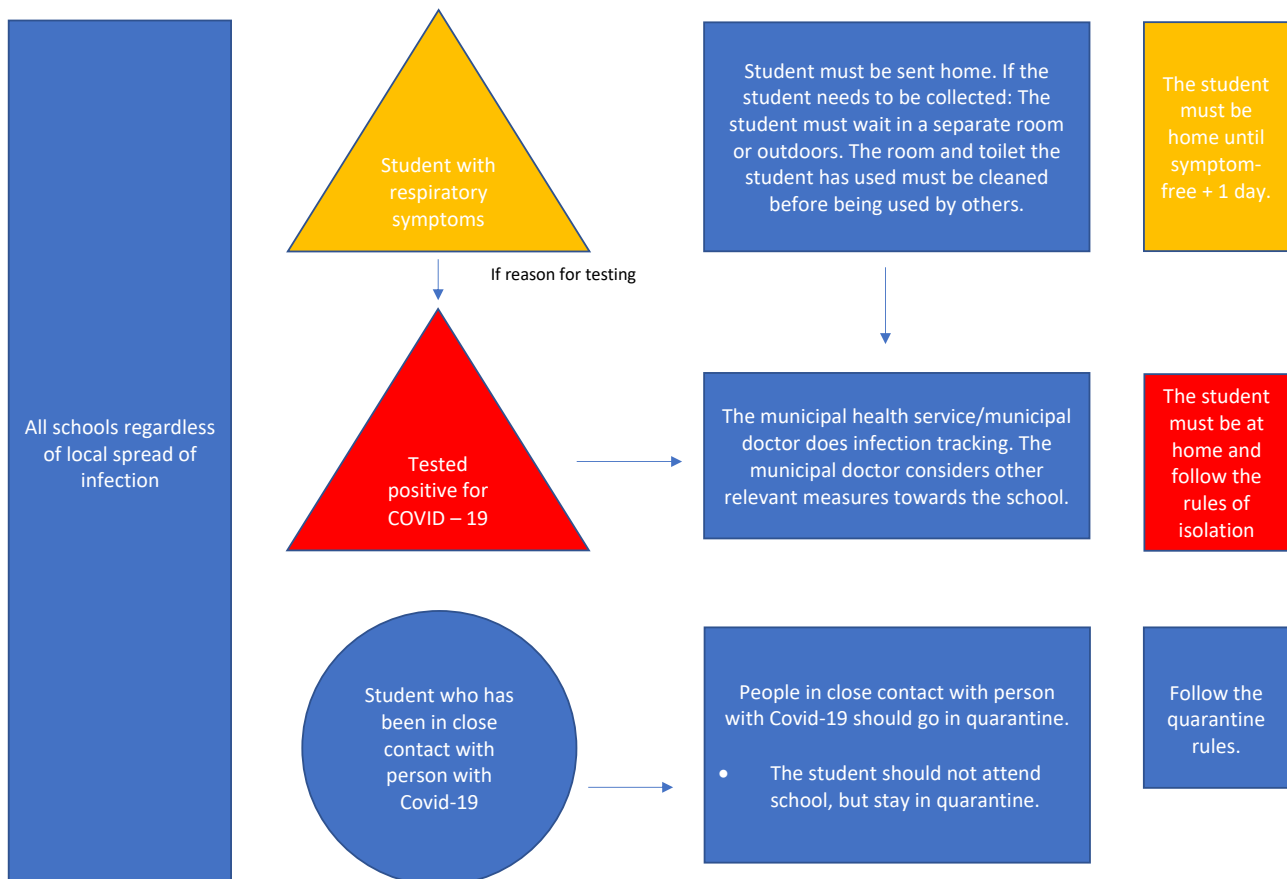 All schools regardless
of local spread of
infection
Student with
respiratory
symptoms
Student must be sent home. If the
student needs to be collected: The
student must wait in a separate room
or outdoors. The room and toilet the
student has used must be cleaned
before being used by others.
The student
must be
home until
symptom-
free + 1 day.
If reason for testing
Tested
positive for
COVID – 19
The municipal health service/municipal
doctor does infection tracking. The
municipal doctor considers other
relevant measures towards the school.
The student
must be at
home and
follow the
rules of
isolation
Student who has
been in close
contact with
person with
Covid-19
People in close contact with person
with Covid-19 should go in quarantine.
• The student should not attend
school, but stay in quarantine.
Follow the
quarantine
rules.